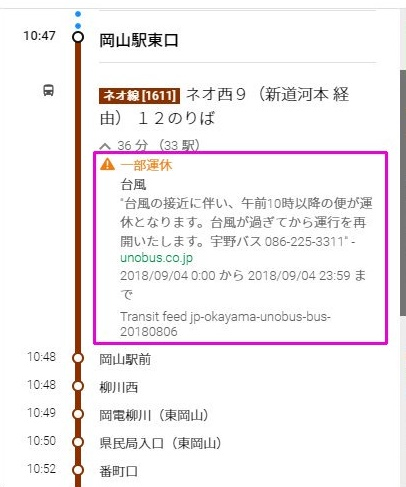 10:47 岡山駅東口
ネオ線 [1611] ネオ西９（新道河本 経
由） １２のりば
36 分 （33 駅）
一部運休
台風
"台風の接近に伴い、午前10時以降の便が運
休となります。台風が過ぎてから運行を再
開いたします。宇野バス 086-225-3311" -
unobus.co.jp
2018/09/04 0:00 から 2018/09/04 23:59 ま
で
Transit feed jp-okayama-unobus-bus-
20180806
10:48 岡山駅前
10:48 柳川西
10:49 岡電柳川（東岡山）
10:50 県民局入口（東岡山）
10:52 番町口